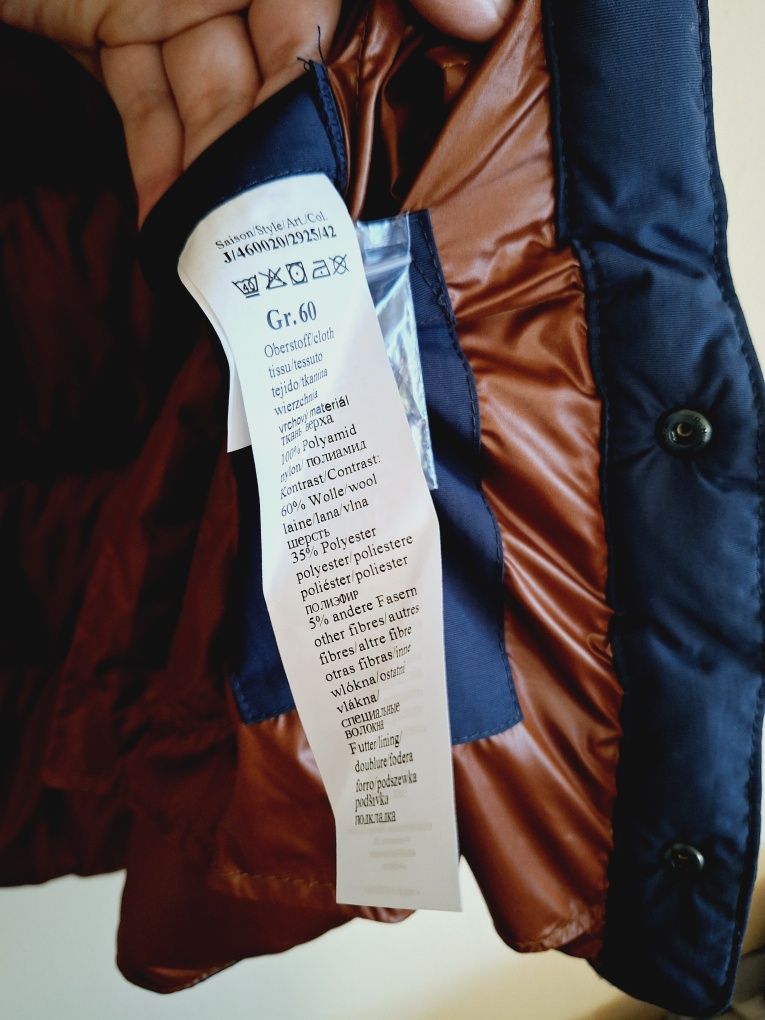 Saison/Style/Art./Col.
J/460020/2925/42
40
Gr. 60
Oberstoff/cloth
tissu/tessuto
tejido/tkanina
wierzchnia
vrchový materiál
ткань верха
100% Polyamid
nylon/ полиамид
Kontrast/Contrast:
60% Wolle/wool
laine/lana/vlna
шерсть
35% Polyester
polyester/poliestere
poliéster/poliester
полиэфир
5% andere Fasern
other fibres/autres
fibres/altre fibre
otras fibras/inne
włókna/ostatní
vlákna/
специальные
волокна
Futter/lining/
doublure/fodera
forro/podszewka
podšívka
подкладка